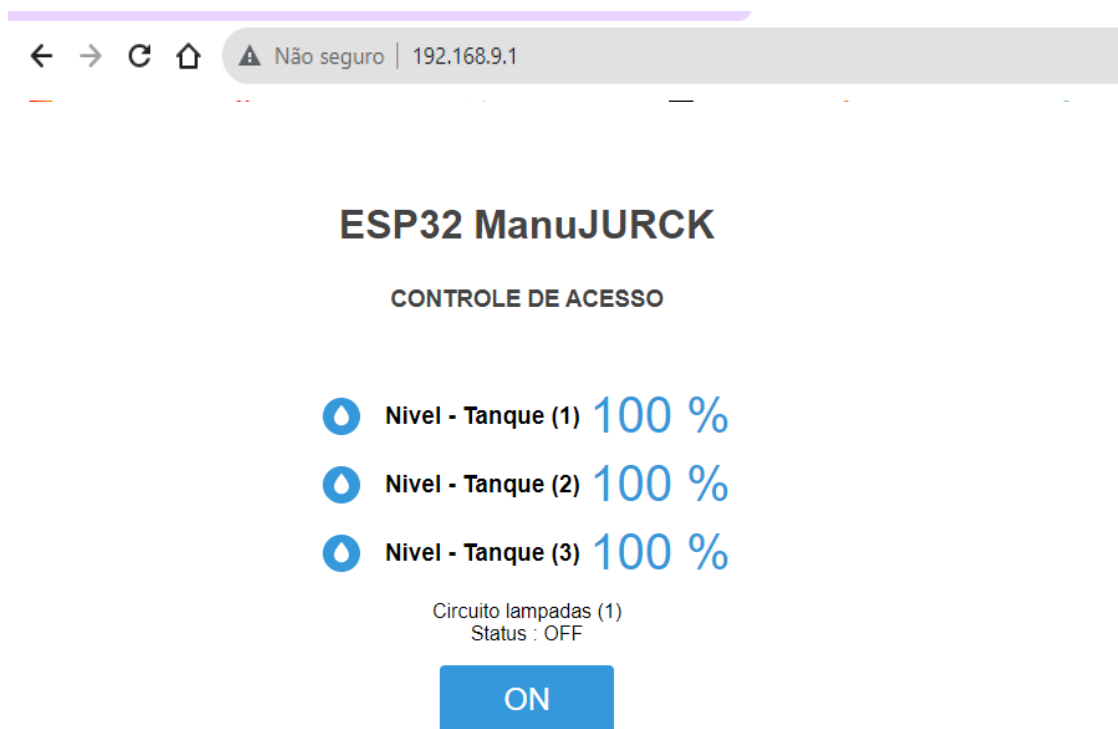 Não seguro | 192.168.9.1
ESP32 ManuJURCK
CONTROLE DE ACESSO
Nivel - Tanque (1) 100 %
Nivel - Tanque (2) 100 %
Nivel - Tanque (3) 100 %
Circuito lampadas (1)
Status : OFF
ON